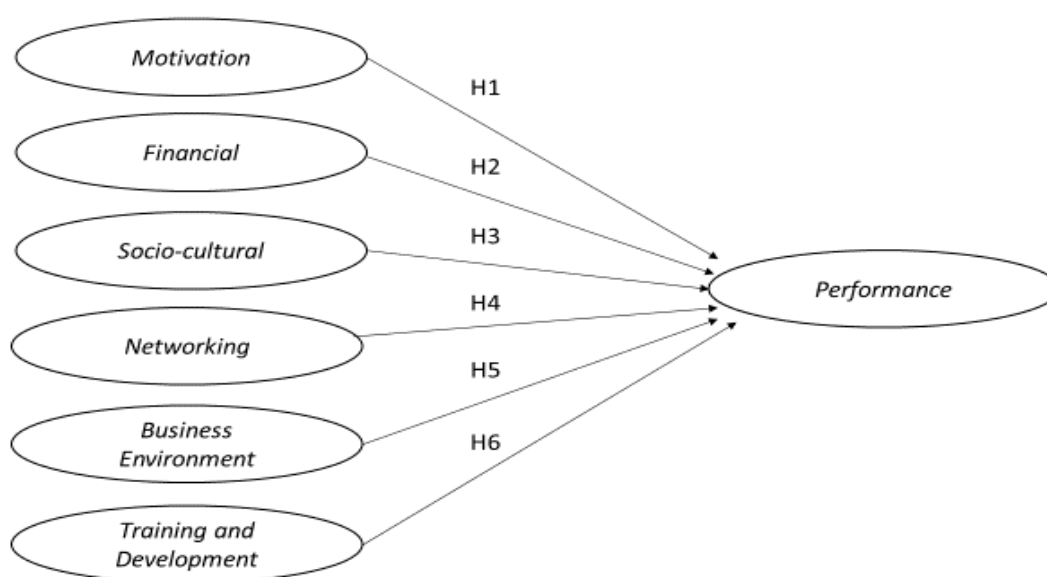 Motivation
H1
Financial
H2
Socio-cultural
H3
Networking
H4
Business
Environment
H5
Training and
Development
H6
Performance